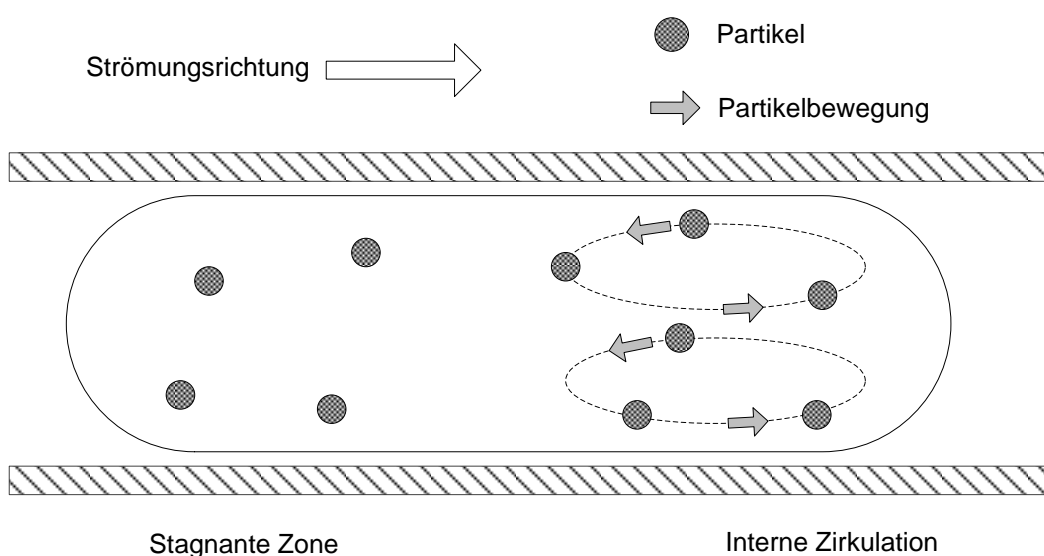 Partikel
Strömungsrichtung
Partikelbewegung
Stagnante Zone
Interne Zirkulation